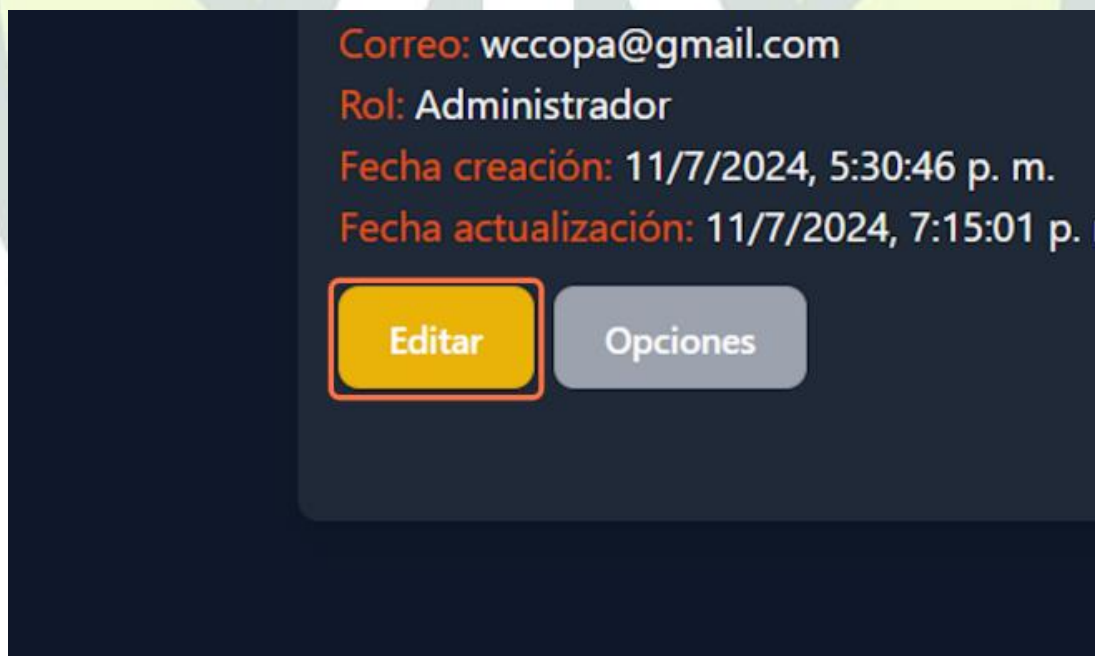 Correo: wccopa@gmail.com
Rol: Administrador
Fecha creación: 11/7/2024, 5:30:46 p. m.
Fecha actualización: 11/7/2024, 7:15:01 p.
Editar Opciones